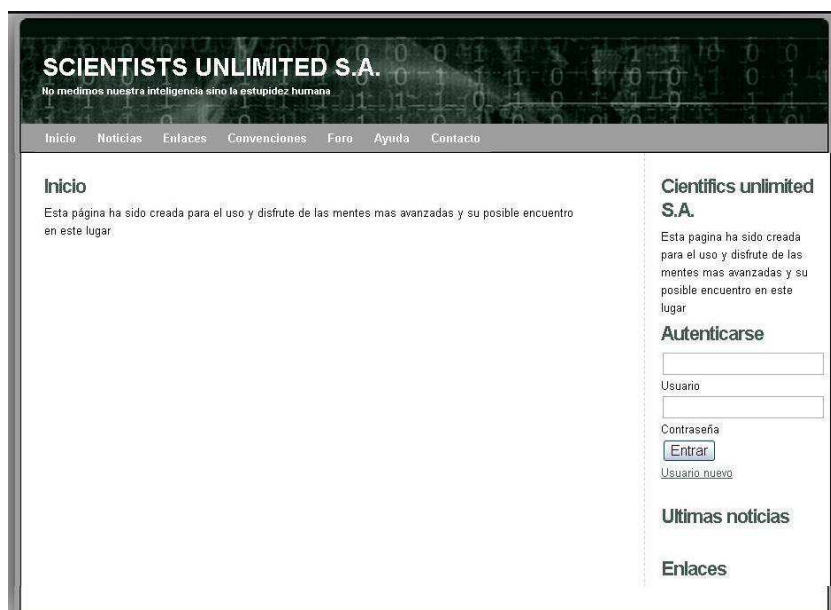 SCIENTISTS UNLIMITED S.A.
No medimos nuestra inteligencia sino la estupidez humana
Inicio Noticias Enlaces Convenciones Foro Ayuda Contacto
Inicio
Esta página ha sido creada para el uso y disfrute de las mentes mas avanzadas y su posible encuentro
en este lugar
Cientifics unlimited
S.A.
Esta pagina ha sido creada
para el uso y disfrute de las
mentes mas avanzadas y su
posible encuentro en este
lugar
Autenticarse
Usuario
Contraseña
Entrar
Usuario nuevo
Ultimas noticias
Enlaces